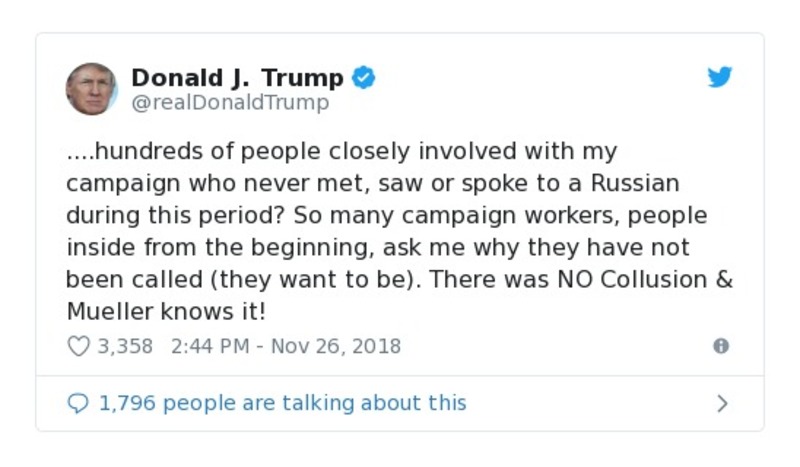 Donald J. Trump
@realDonaldTrump
....hundreds of people closely involved with my
campaign who never met, saw or spoke to a Russian
during this period? So many campaign workers, people
inside from the beginning, ask me why they have not
been called (they want to be). There was NO Collusion &
Mueller knows it!
3,358 2:44 PM - Nov 26, 2018
1,796 people are talking about this